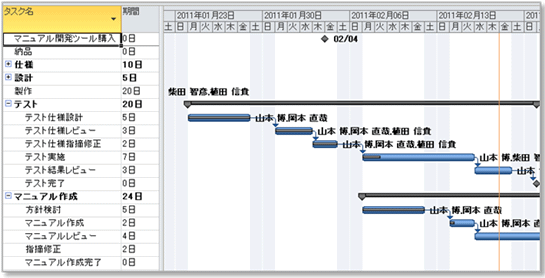 タスク名 期間 2011年01月23日 2011年01月30日 2011年02月06日 2011年02月13日
土 日 月 火 水 木 金 土 日 月 火 水 木 金 土 日 月 火 水 木 金 土 日 月 火 水 木 金 土 日 月
マニュアル開発ツール購入 0日 02/04
納品 0日
仕様 10日
設計 5日
製作 20日 柴田 智彦,植田 信貴
テスト 20日
テスト仕様設計 5日 山本 博,岡本 直哉
テスト仕様レビュー 3日 山本 博,岡本 直哉,植田 信貴
テスト仕様指摘修正 2日 山本 博,岡本 直哉,植田 信貴
テスト実施 7日 山本 博,柴田 智
テスト結果レビュー 3日 山本
テスト完了 0日
マニュアル作成 24日
方針検討 5日 山本 博,岡本 直哉
マニュアル作成 2日 山本 博,岡本 直哉
マニュアルレビュー 4日
指摘修正 2日
マニュアル作成完了 0日